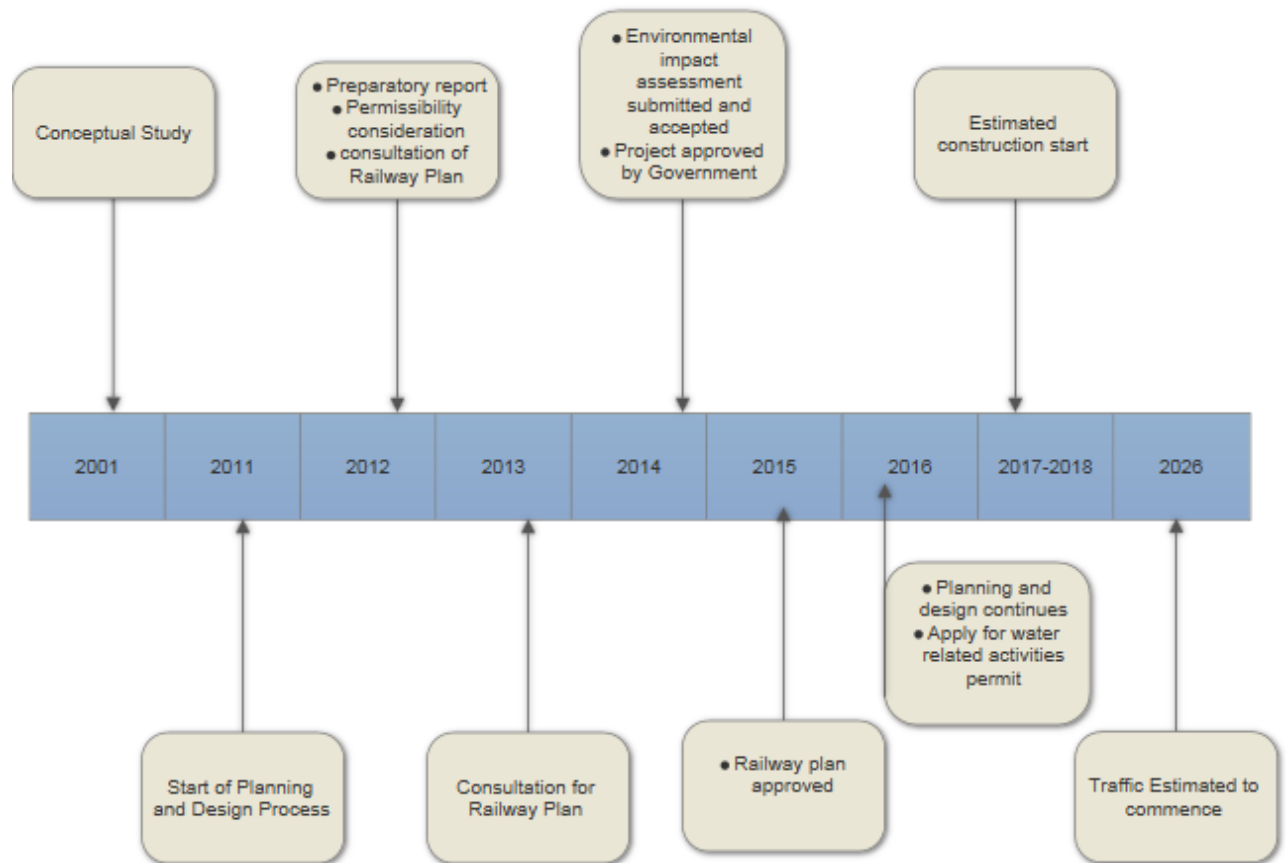 Conceptual Study
● Preparatory report
● Permissibility
consideration
● consultation of
Railway Plan
● Environmental
impact
assessment
submitted and
accepted
● Project approved
by Government
Estimated
construction start
2001
2011
2012
2013
2014
2015
2016
2017-2018
2026
Start of Planning
and Design Process
Consultation for
Railway Plan
● Railway plan
approved
● Planning and
design continues
● Apply for water
related activities
permit
Traffic Estimated to
commence